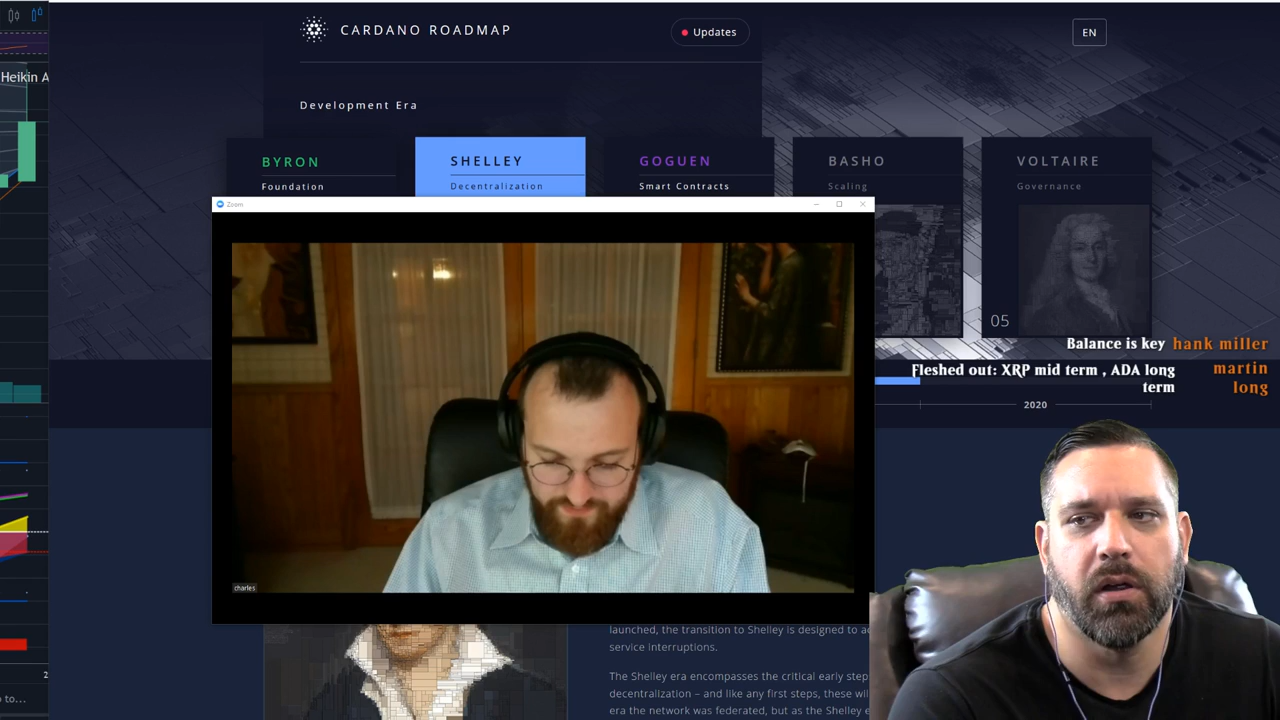 CARDANO ROADMAP
Updates
EN
Heikin A
Development Era
BYRON
Foundation
SHELLEY
Decentralization
GOGUEN
Smart Contracts
BASHO
Scaling
VOLTAIRE
Governance
Zoom
05
Balance is key hank miller
Fleshed out: XRP mid term , ADA long term
martin long
2020
charles
launched, the transition to Shelley is designed to
service interruptions.
The Shelley era encompasses the critical early step
decentralization – and like any first steps, these
era the network was federated, but as the Shelley
2
to...